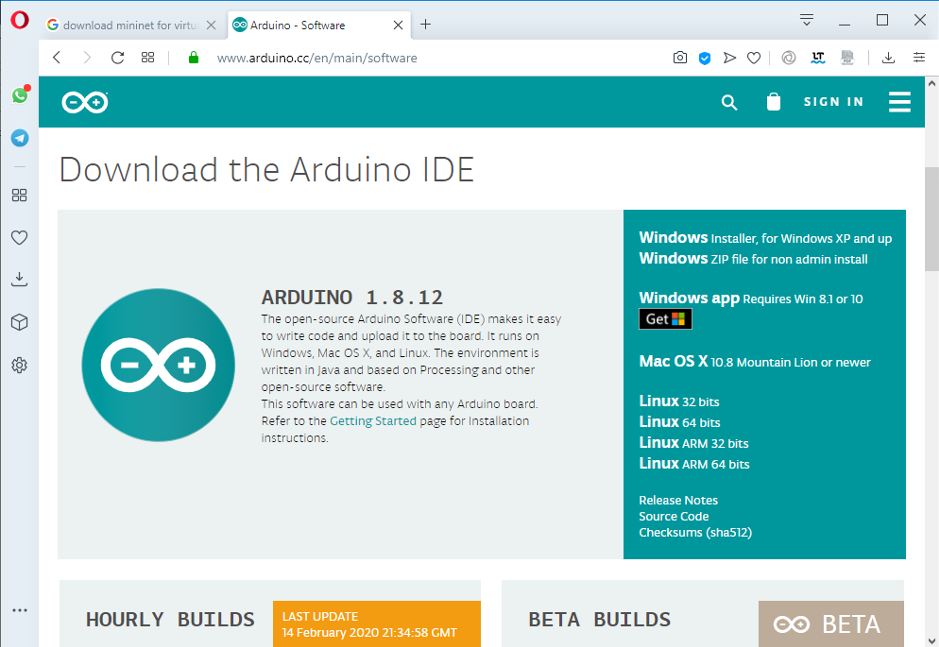 download mininet for virtu
Arduino - Software
www.arduino.cc/en/main/software
SIGN IN
Download the Arduino IDE
ARDUINO 1.8.12
The open-source Arduino Software (IDE) makes it easy
to write code and upload it to the board. It runs on
Windows, Mac OS X, and Linux. The environment is
written in Java and based on Processing and other
open-source software.
This software can be used with any Arduino board.
Refer to the Getting Started page for Installation
instructions.
Windows Installer, for Windows XP and up
Windows ZIP file for non admin install
Windows app Requires Win 8.1 or 10
Get
Mac OS X 10.8 Mountain Lion or newer
Linux 32 bits
Linux 64 bits
Linux ARM 32 bits
Linux ARM 64 bits
Release Notes
Source Code
Checksums (sha512)
HOURLY BUILDS
LAST UPDATE
14 February 2020 21:34:58 GMT
BETA BUILDS
BETA